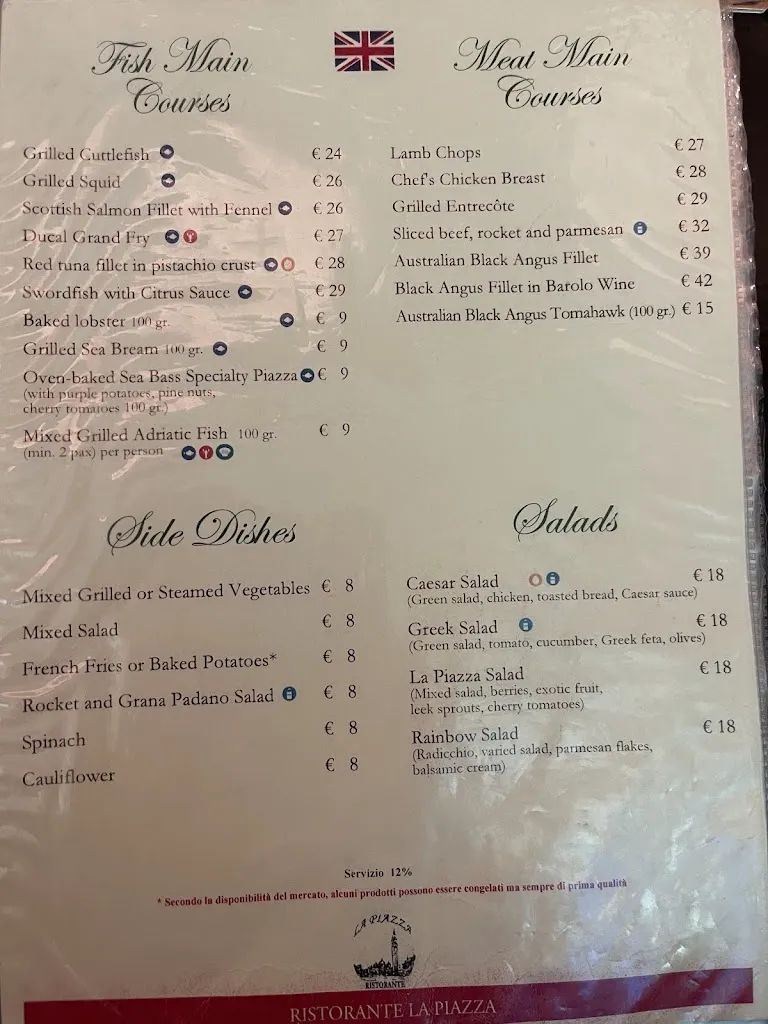 Fish Main
Courses
Grilled Cuttlefish € 24
Grilled Squid € 26
Scottish Salmon Fillet with Fennel € 26
Ducal Grand Fry € 27
Red tuna fillet in pistachio crust € 28
Swordfish with Citrus Sauce € 29
Baked lobster 100 gr. € 9
Grilled Sea Bream 100 gr. € 9
Oven-baked Sea Bass Specialty Piazza € 9
(with purple potatoes, pine nuts,
cherry tomatoes 100 gr.)
Mixed Grilled Adriatic Fish 100 gr. € 9
(min. 2 pax) per person
Meat Main
Courses
Lamb Chops € 27
Chef's Chicken Breast € 28
Grilled Entrecôte € 29
Sliced beef, rocket and parmesan € 32
Australian Black Angus Fillet € 39
Black Angus Fillet in Barolo Wine € 42
Australian Black Angus Tomahawk (100 gr.) € 15
Side Dishes
Mixed Grilled or Steamed Vegetables € 8
Mixed Salad € 8
French Fries or Baked Potatoes* € 8
Rocket and Grana Padano Salad € 8
Spinach € 8
Cauliflower € 8
Salads
Caesar Salad € 18
(Green salad, chicken, toasted bread, Caesar sauce)
Greek Salad € 18
(Green salad, tomato, cucumber, Greek feta, olives)
La Piazza Salad € 18
(Mixed salad, berries, exotic fruit,
leek sprouts, cherry tomatoes)
Rainbow Salad € 18
(Radicchio, varied salad, parmesan flakes,
balsamic cream)
Servizio 12%
* Secondo la disponibilità del mercato, alcuni prodotti possono essere congelati ma sempre di prima qualità
LA PIAZZA
RISTORANTE
RISTORANTE LA PIAZZA